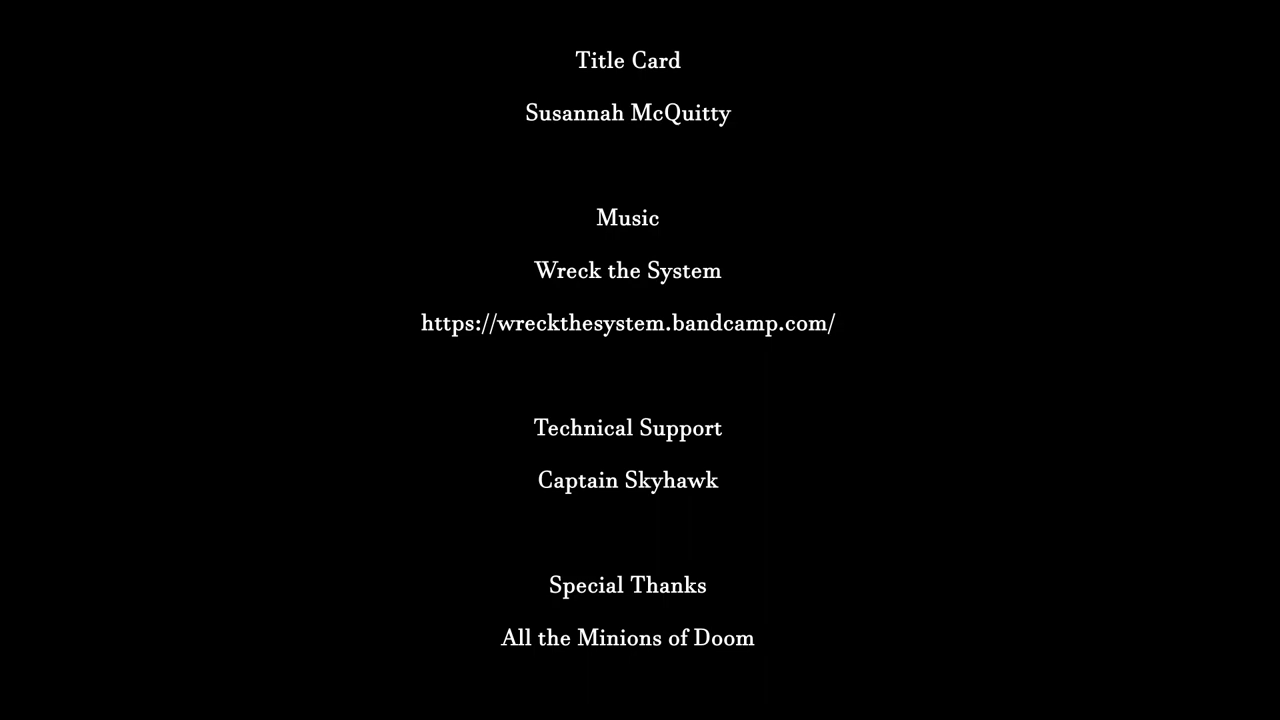 Title Card
Susannah McQuitty
Music
Wreck the System
https://wreckthesystem.bandcamp.com/
Technical Support
Captain Skyhawk
Special Thanks
All the Minions of Doom